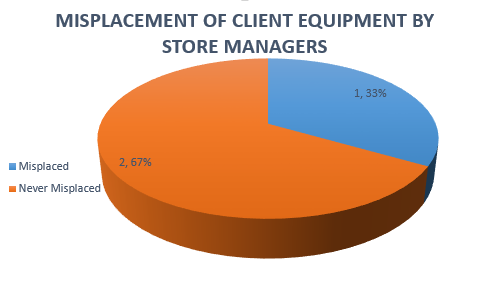 MISPLACEMENT OF CLIENT EQUIPMENT BY
STORE MANAGERS
1, 33%
2, 67%
Misplaced
Never Misplaced